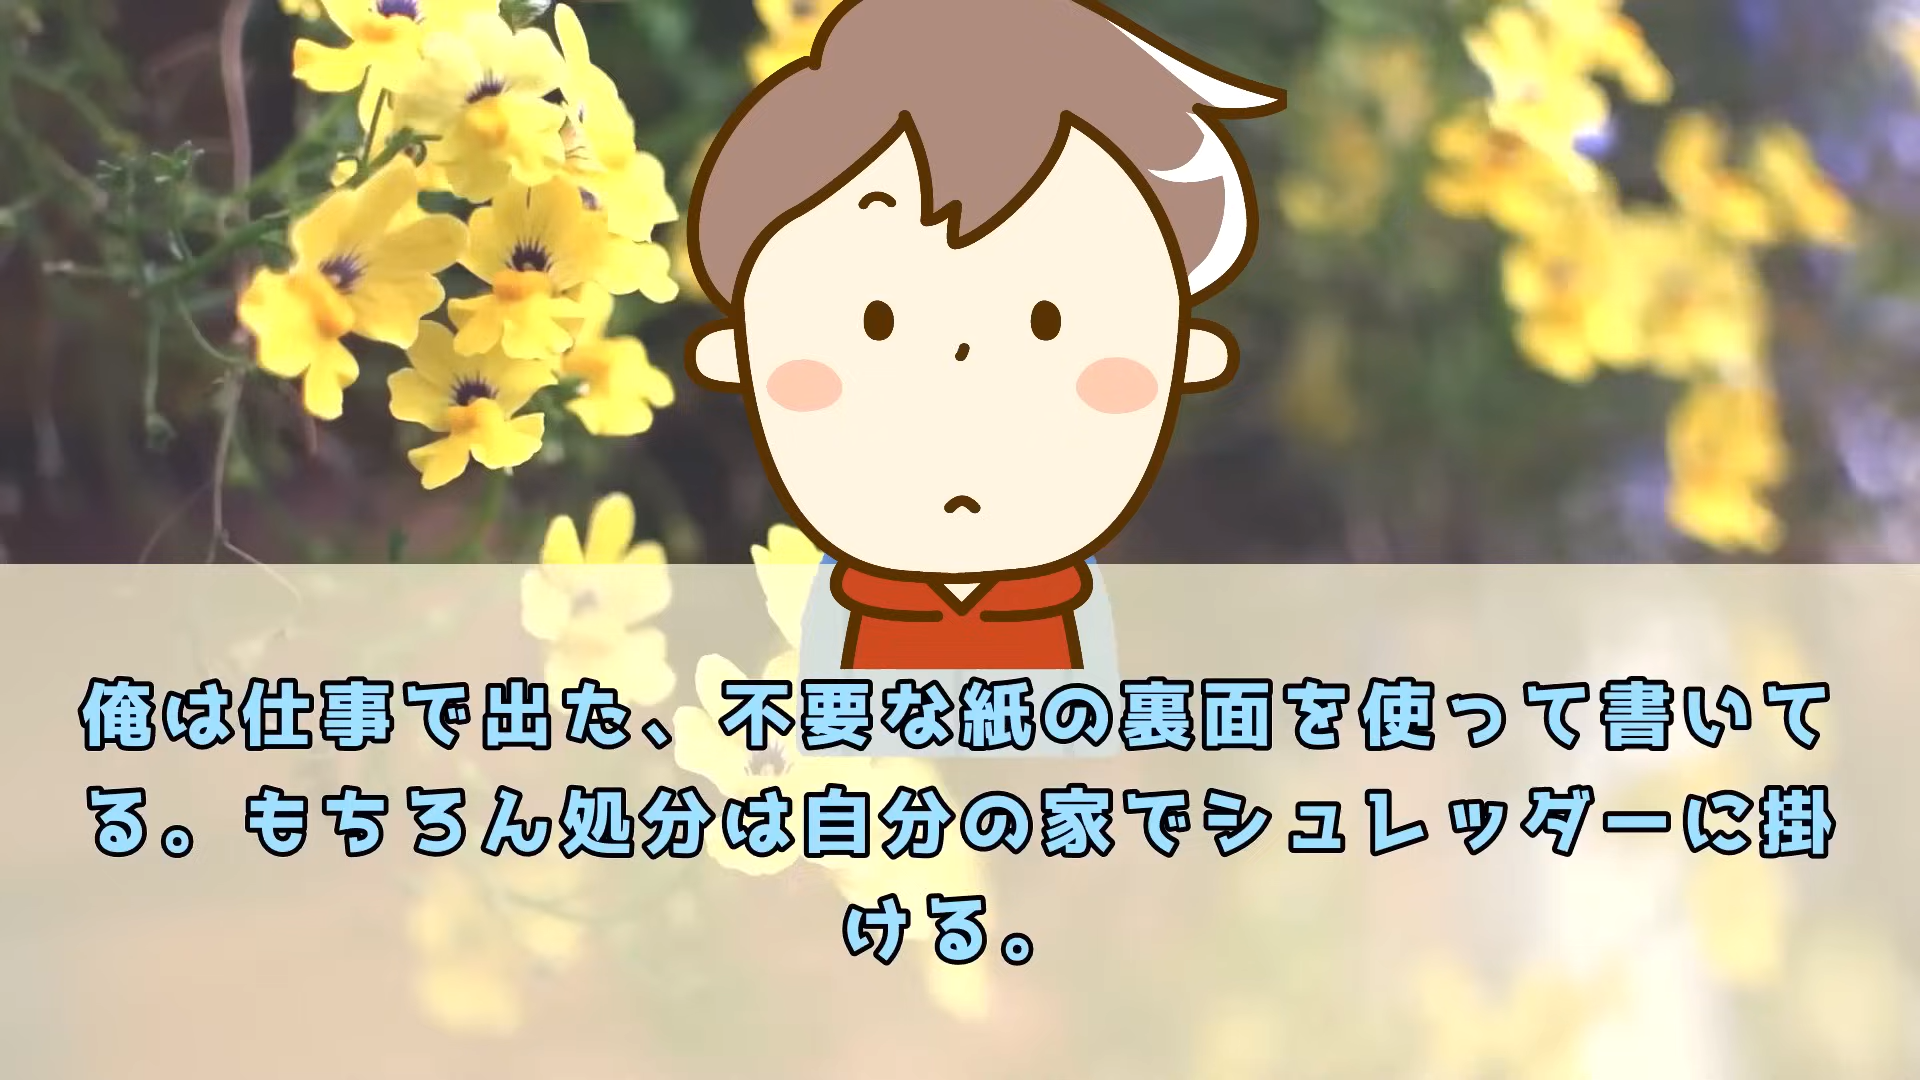 俺は仕事で出た、不要な紙の裏面を使って書いて
る。もちろん処分は自分の家でシュレッダーに掛
ける。